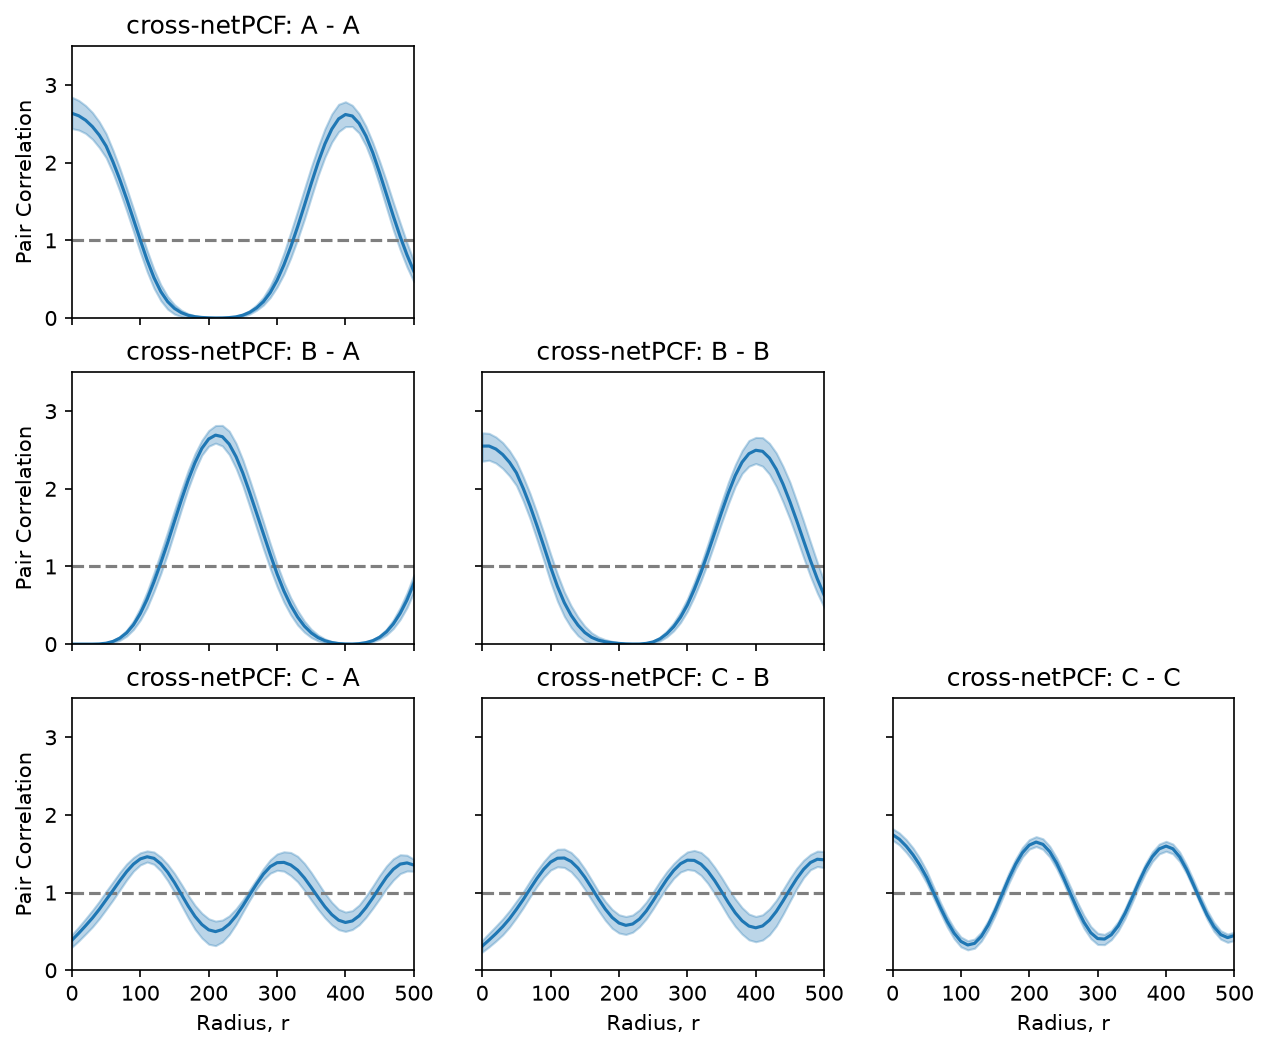 cross-netPCF: A - A
Pair Correlation
3
2
1
0
cross-netPCF: B - A
cross-netPCF: B - B
Pair Correlation
3
2
1
0
cross-netPCF: C - A
cross-netPCF: C - B
cross-netPCF: C - C
Pair Correlation
3
2
1
0
0 100 200 300 400 500
0 100 200 300 400 500
0 100 200 300 400 500
Radius, r
Radius, r
Radius, r